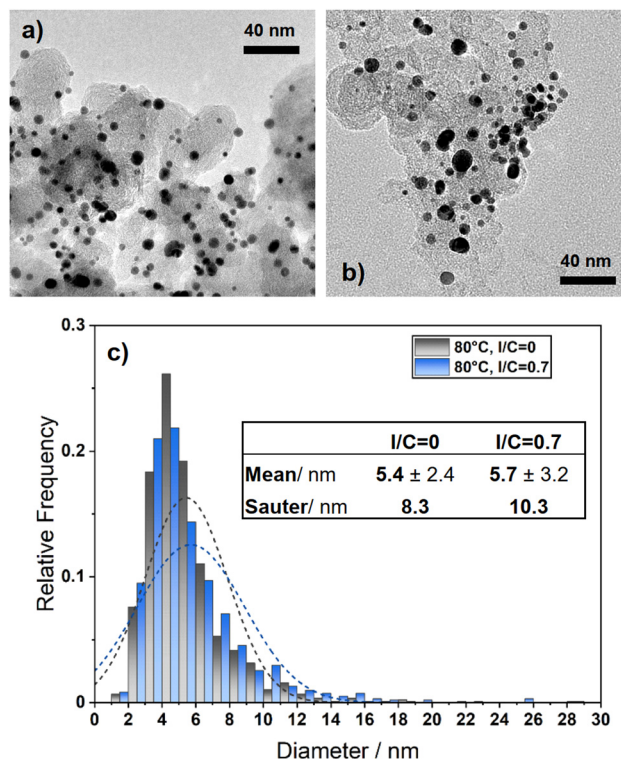 a)
40 nm
b)
40 nm
c)
80°C, I/C=0
80°C, I/C=0.7
I/C=0 I/C=0.7
Mean/ nm 5.4 ± 2.4 5.7 ± 3.2
Sauter/ nm 8.3 10.3
Relative Frequency
0.3
0.2
0.1
0
0 2 4 6 8 10 12 14 16 18 20 22 24 26 28 30
Diameter / nm